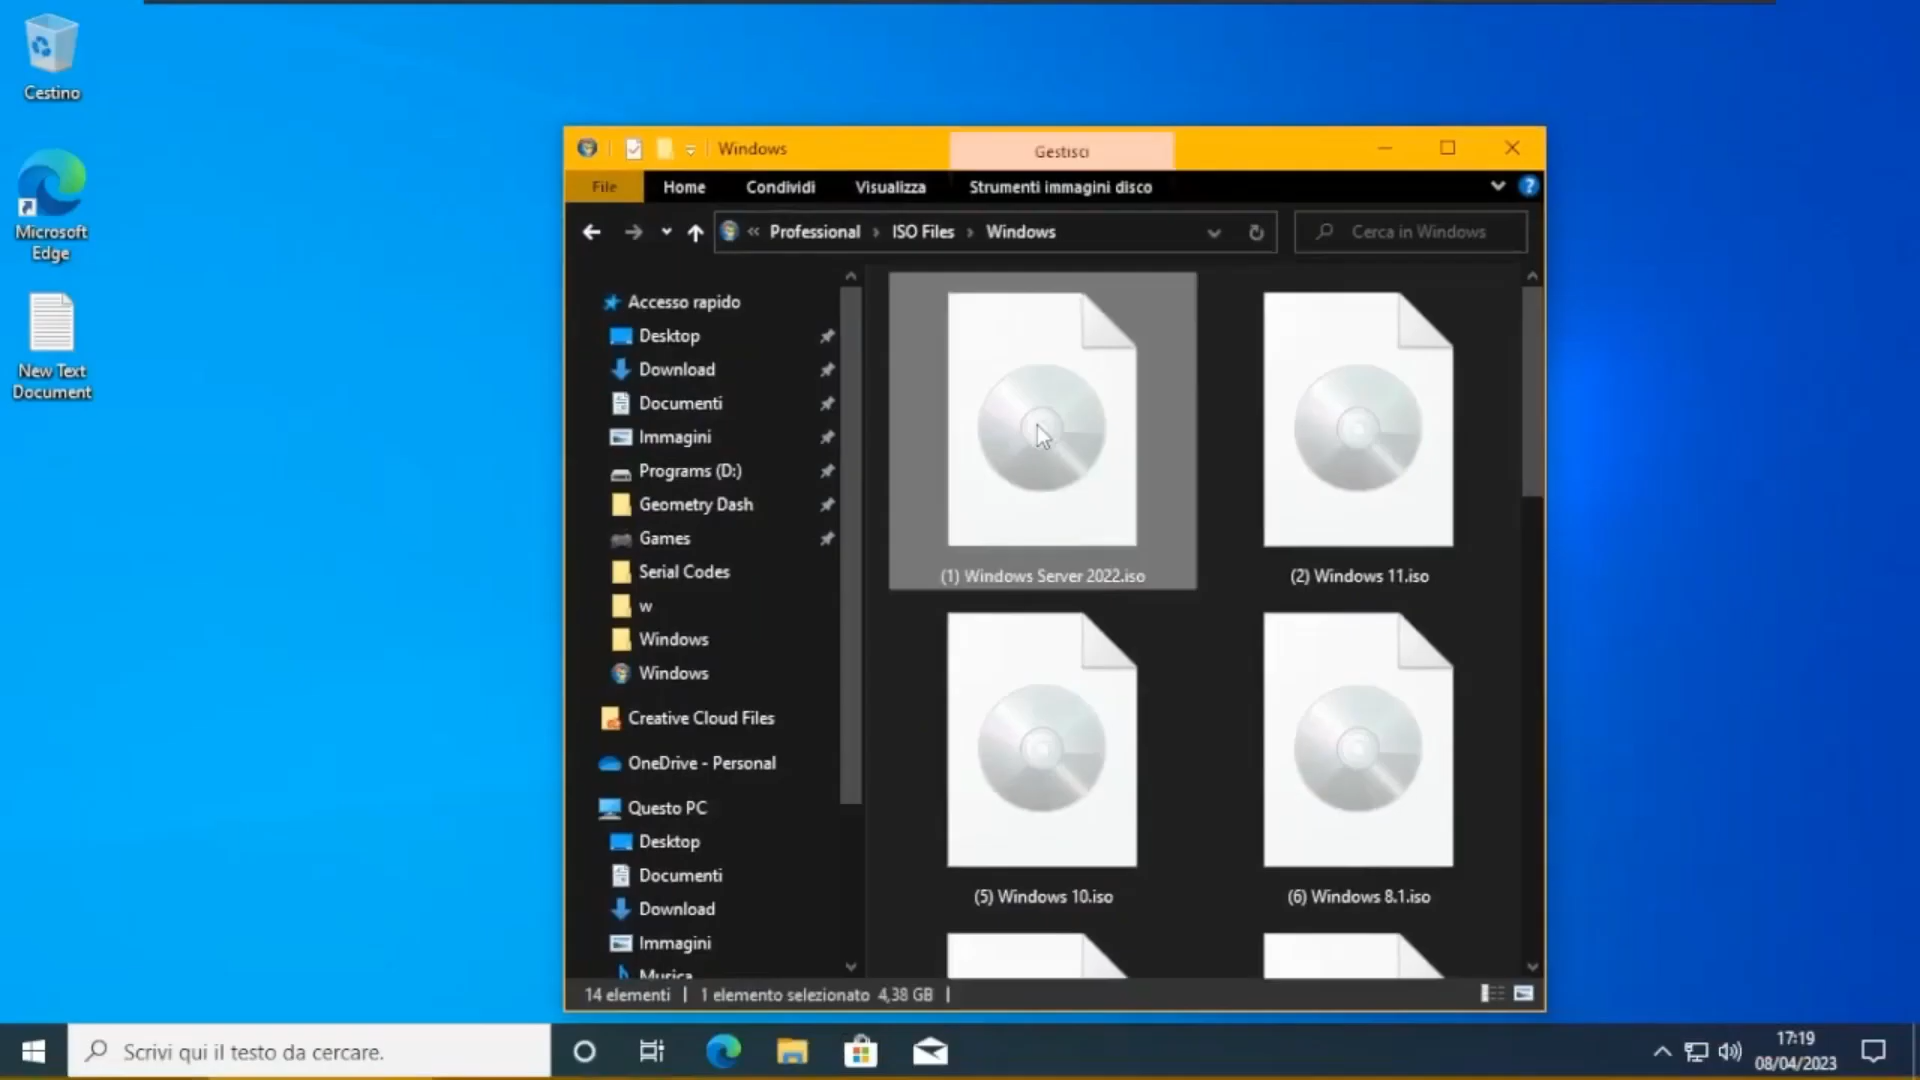 Cestino
Microsoft
Edge
New Text
Document
Windows
Gestisci
File
Home
Condividi
Visualizza
Strumenti immagini disco
« Professional › ISO Files › Windows
Cerca in Windows
Accesso rapido
Desktop
Download
Documenti
Immagini
Programs (D:)
Geometry Dash
Games
Serial Codes
w
Windows
Windows
Creative Cloud Files
OneDrive - Personal
Questo PC
Desktop
Documenti
Download
Immagini
Musica
(1) Windows Server 2022.iso
(2) Windows 11.iso
(5) Windows 10.iso
(6) Windows 8.1.iso
14 elementi | 1 elemento selezionato 4,38 GB |
Scrivi qui il testo da cercare.
17:19
08/04/2023